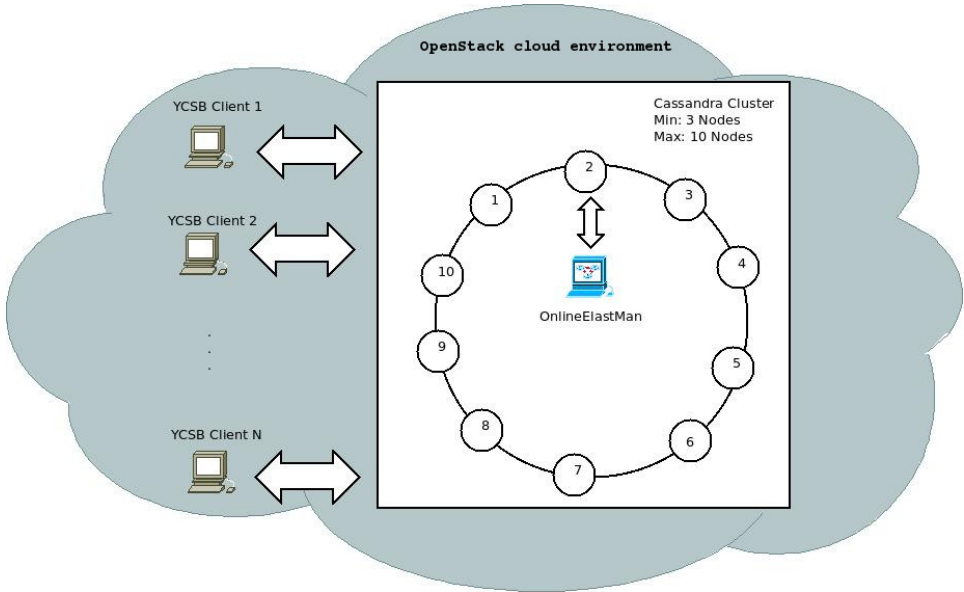 OpenStack cloud environment
YCSB Client 1
YCSB Client 2
.
.
.
YCSB Client N
Cassandra Cluster
Min: 3 Nodes
Max: 10 Nodes
1
2
3
4
5
6
7
8
9
10
OnlineElastMan